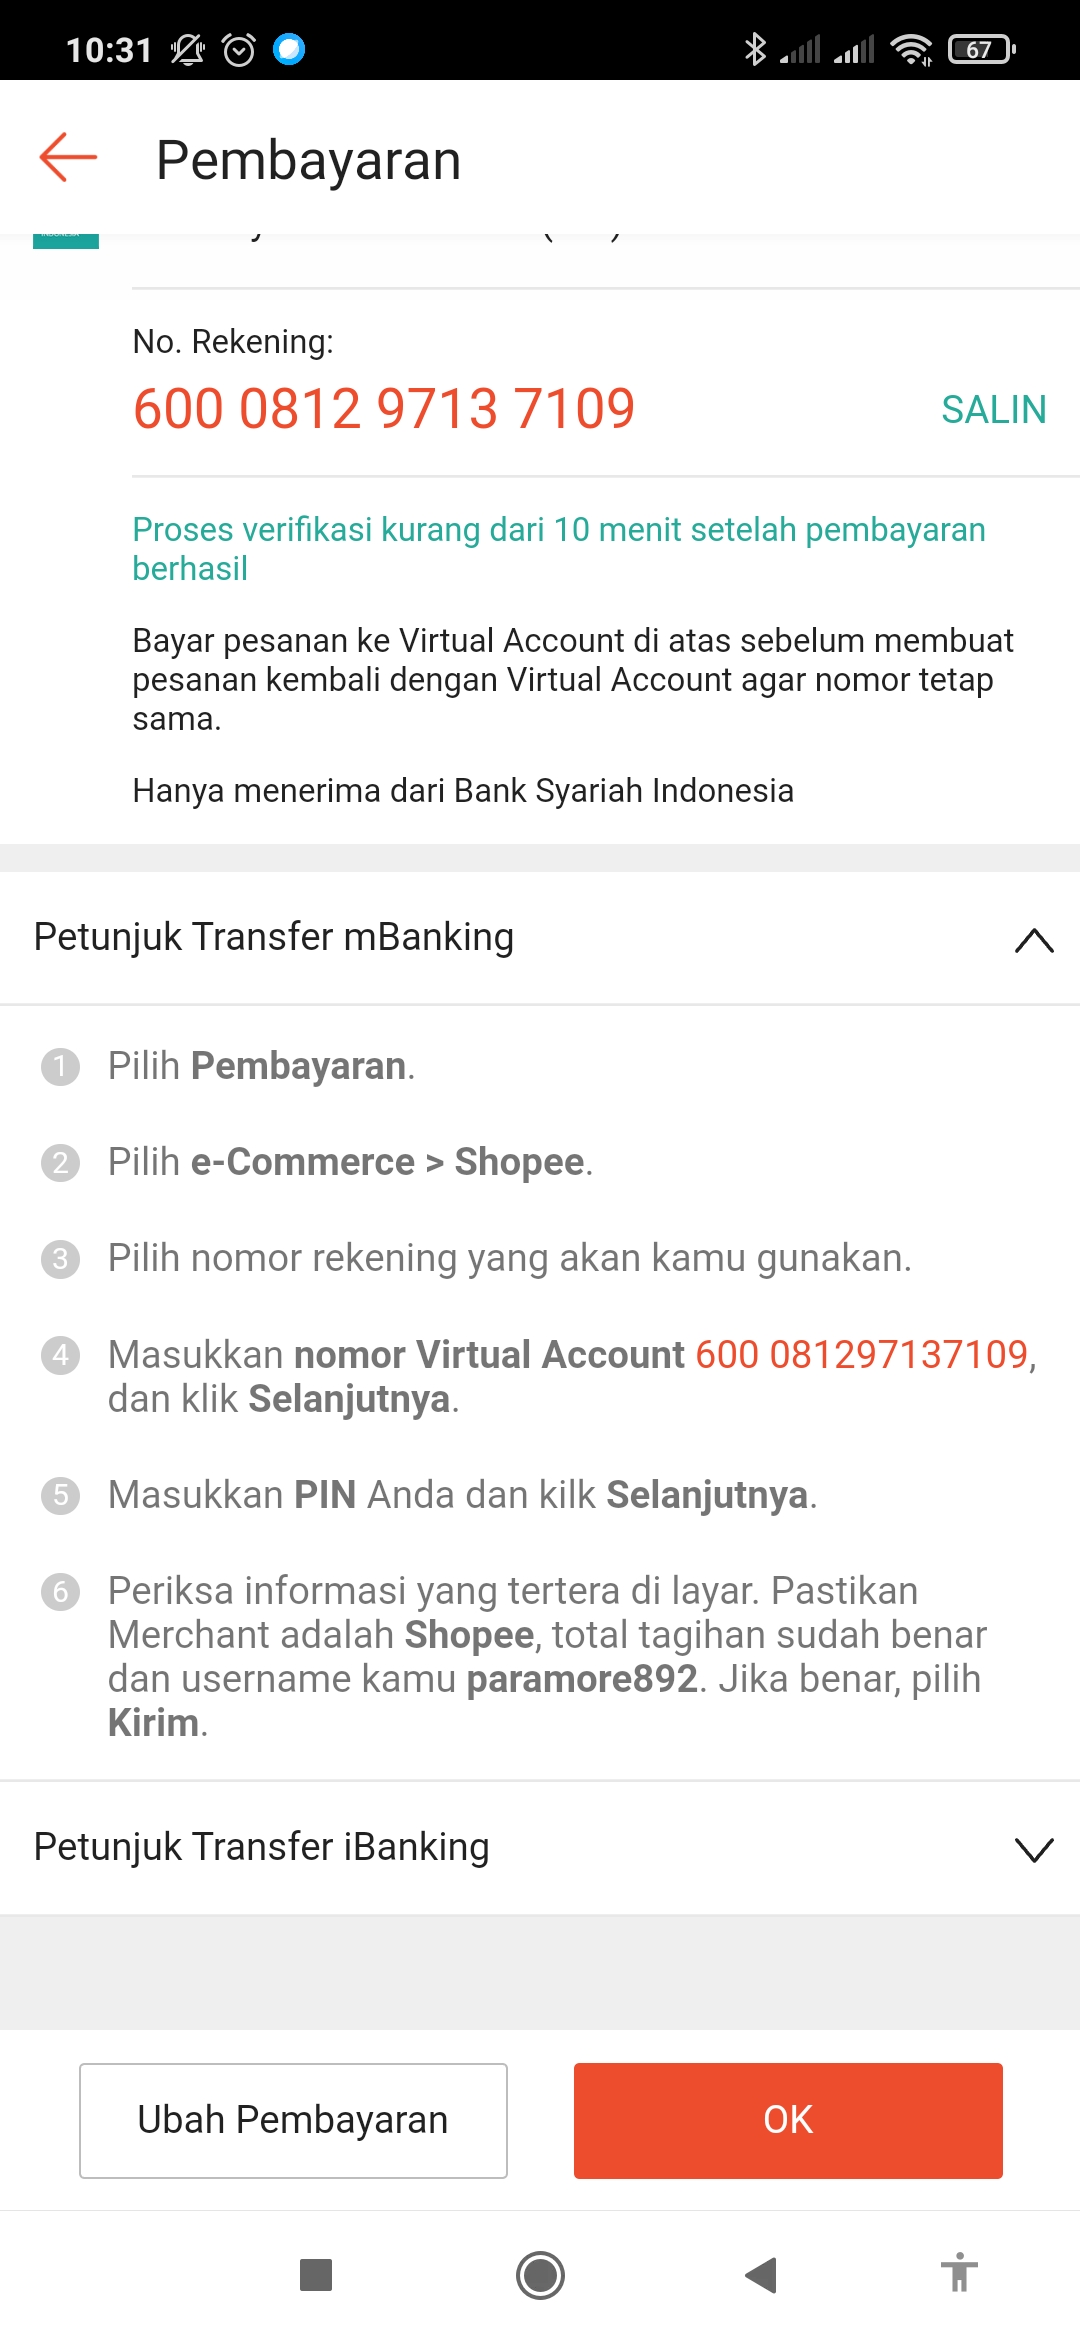 10:31
67
Pembayaran
No. Rekening:
600 0812 9713 7109
SALIN
Proses verifikasi kurang dari 10 menit setelah pembayaran
berhasil
Bayar pesanan ke Virtual Account di atas sebelum membuat
pesanan kembali dengan Virtual Account agar nomor tetap
sama.
Hanya menerima dari Bank Syariah Indonesia
Petunjuk Transfer mBanking
1 Pilih Pembayaran.
2 Pilih e-Commerce > Shopee.
3 Pilih nomor rekening yang akan kamu gunakan.
4 Masukkan nomor Virtual Account 600 081297137109,
dan klik Selanjutnya.
5 Masukkan PIN Anda dan kilk Selanjutnya.
6 Periksa informasi yang tertera di layar. Pastikan
Merchant adalah Shopee, total tagihan sudah benar
dan username kamu paramore892. Jika benar, pilih
Kirim.
Petunjuk Transfer iBanking
Ubah Pembayaran
OK